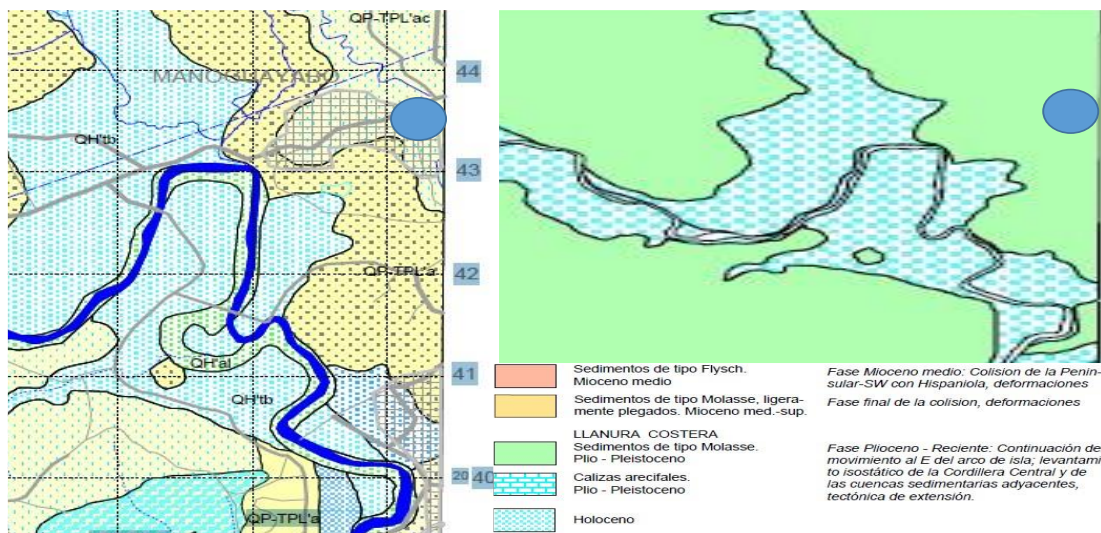 QP-TPL'ac
MANOGUAYABO
44
QH'tb
43
42
QP-TPL'a
QH'al
41
QH'tb
20 40
QP-TPL'a
Sedimentos de tipo Flysch.
Mioceno medio
Fase Mioceno medio: Colision de la Penin-
sular-SW con Hispaniola, deformaciones
Sedimentos de tipo Molasse, ligera-
mente plegados. Mioceno med.-sup.
Fase final de la colision, deformaciones
LLANURA COSTERA
Sedimentos de tipo Molasse.
Plio - Pleistoceno
Calizas arecifales.
Plio - Pleistoceno
Fase Plioceno - Reciente: Continuación de
movimiento al E del arco de isla; levantami
to isostático de la Cordillera Central y de
las cuencas sedimentarias adyacentes,
tectónica de extensión.
Holoceno